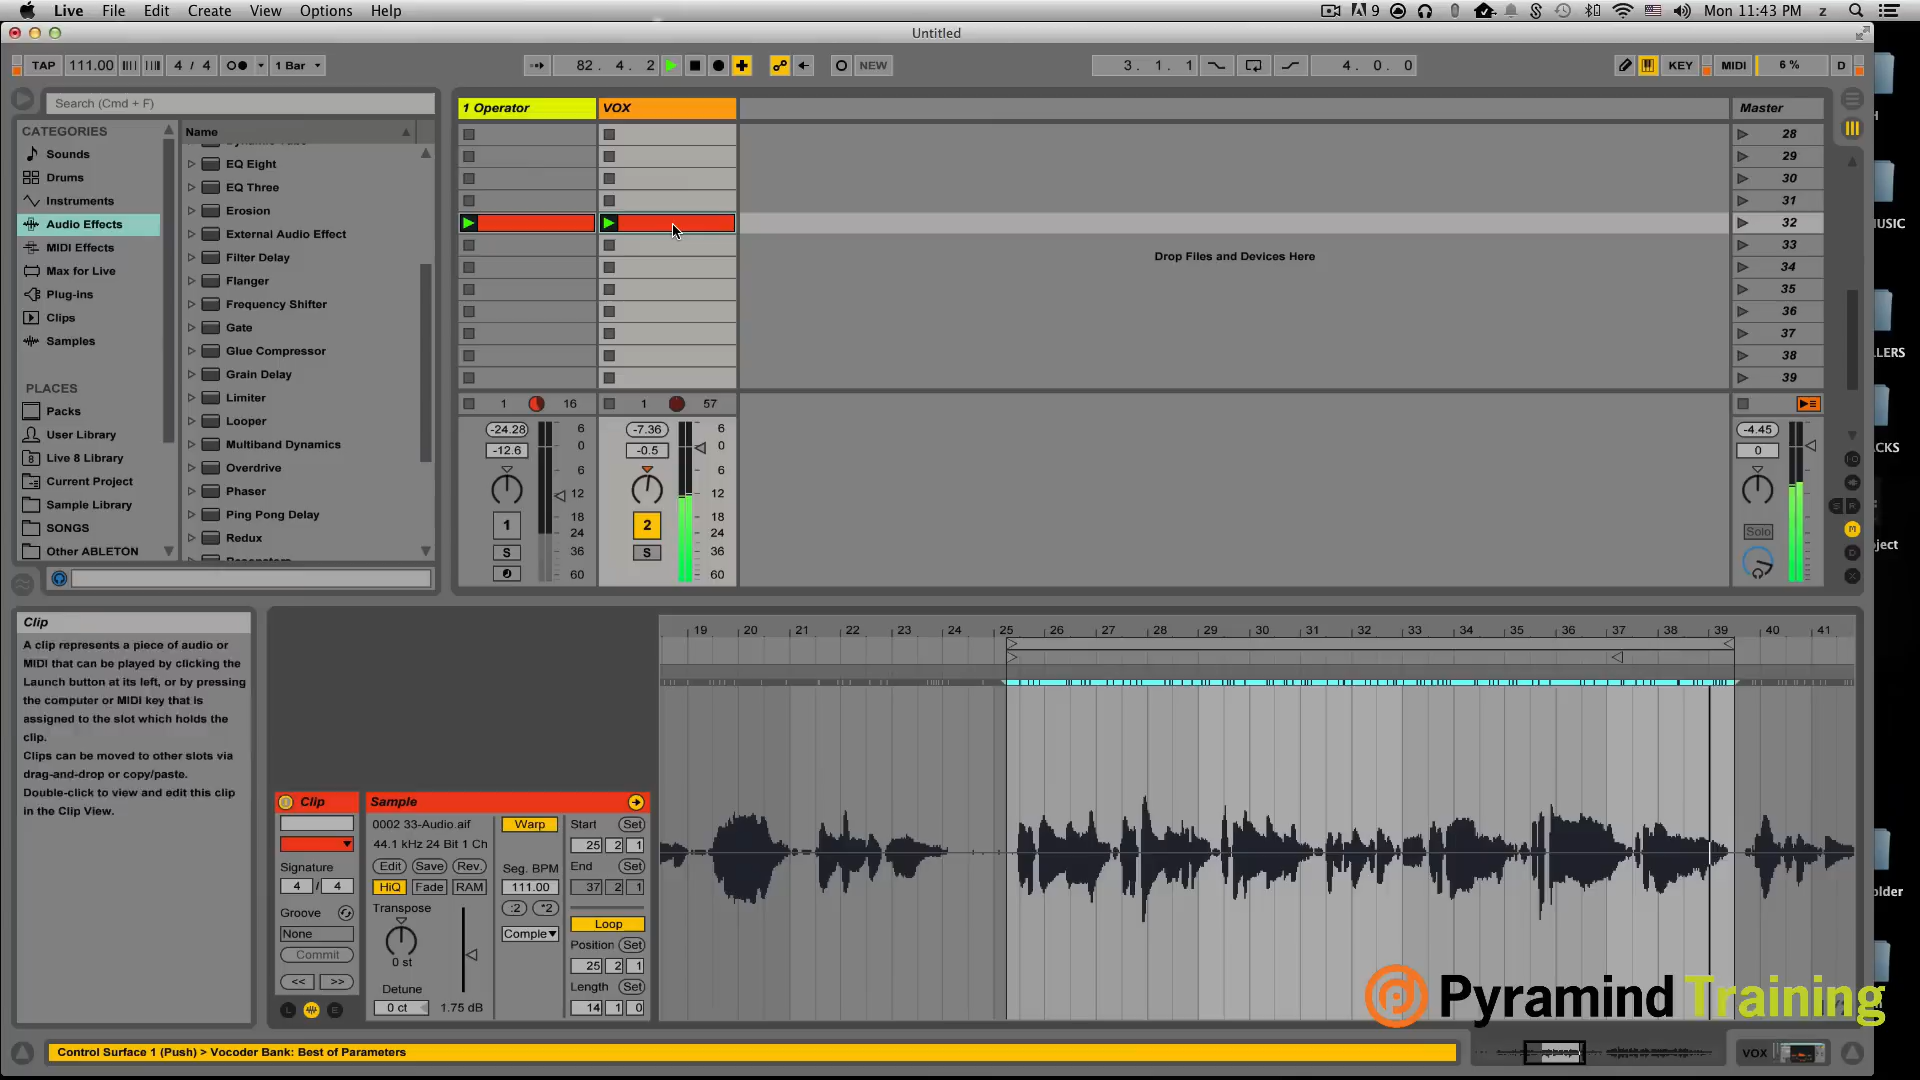 Live File Edit Create View Options Help
9 Mon 11:43 PM z
Untitled
TAP 111.00 4 / 4 1 Bar 82. 4. 2 NEW 3. 1. 1 4. 0. 0 KEY MIDI 6 % D
Search (Cmd + F)
CATEGORIES
Sounds
Drums
Instruments
Audio Effects
MIDI Effects
Max for Live
Plug-ins
Clips
Samples
PLACES
Packs
User Library
Live 8 Library
Current Project
Sample Library
SONGS
Other ABLETON
Name
EQ Eight
EQ Three
Erosion
External Audio Effect
Filter Delay
Flanger
Frequency Shifter
Gate
Glue Compressor
Grain Delay
Limiter
Looper
Multiband Dynamics
Overdrive
Phaser
Ping Pong Delay
Redux
1 Operator VOX Master
28
29
30
31
32
33
34
35
36
37
38
39
Drop Files and Devices Here
1 16 1 57
-24.28 6 -7.36 6 -4.45
-12.6 0 -0.5 0 0
6 6
12 12
18 18
1 24 2 24 Solo
S 36 S 36
60 60
S R
M
D
X
USIC
LERS
CKS
ject
older
Clip
A clip represents a piece of audio or
MIDI that can be played by clicking the
Launch button at its left, or by pressing
the computer or MIDI key that is
assigned to the slot which holds the
clip.
Clips can be moved to other slots via
drag-and-drop or copy/paste.
Double-click to view and edit this clip
in the Clip View.
Clip
Signature
4 / 4
Groove
None
Commit
<< >>
L E
Sample
0002 33-Audio.aif
44.1 kHz 24 Bit 1 Ch
Edit Save Rev.
HiQ Fade RAM
Transpose
0 st
Detune
0 ct 1.75 dB
Warp
Seg. BPM
111.00
:2 *2
Comple
Start Set
25 2 1
End Set
37 2 1
Loop
Position Set
25 2 1
Length Set
14 1 0
19 20 21 22 23 24 25 26 27 28 29 30 31 32 33 34 35 36 37 38 39 40 41
Pyramind Training
Control Surface 1 (Push) > Vocoder Bank: Best of Parameters
VOX